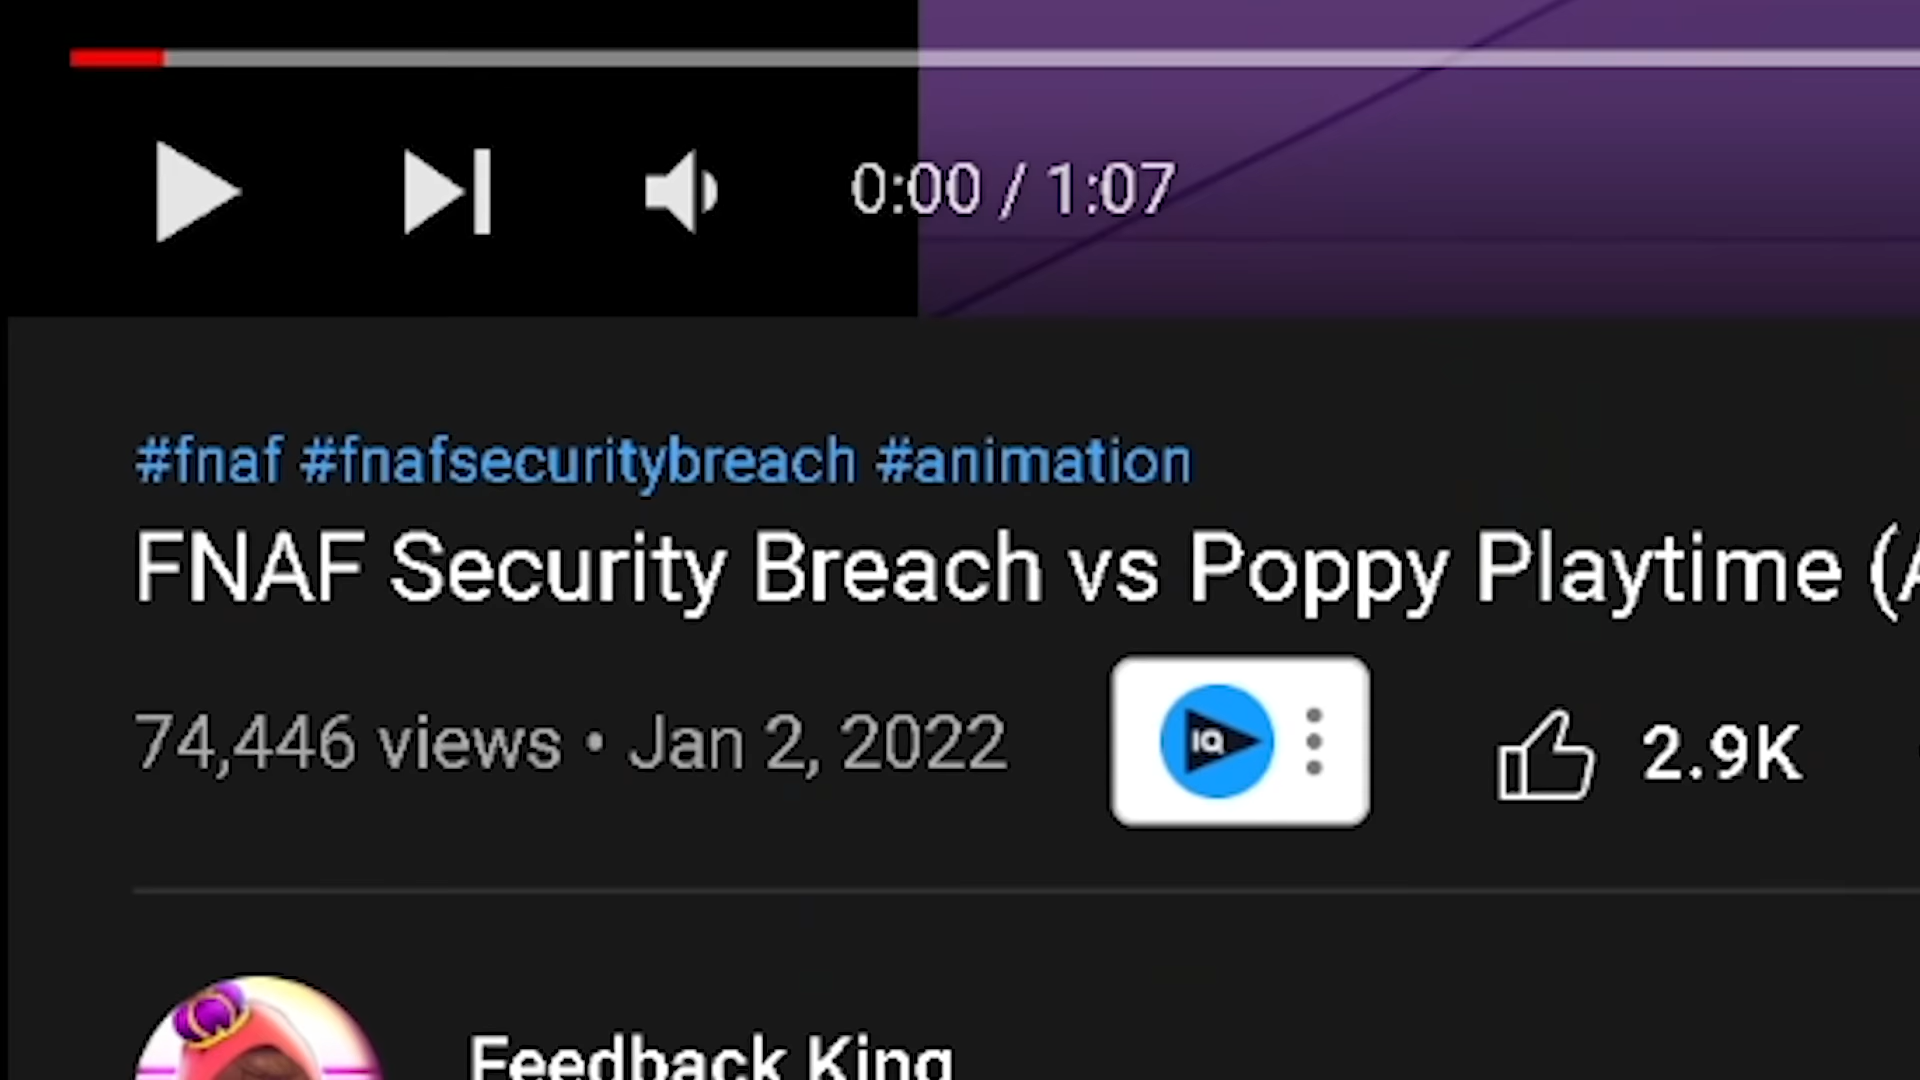 0:00 / 1:07
#fnaf #fnafsecuritybreach #animation
FNAF Security Breach vs Poppy Playtime (A
74,446 views • Jan 2, 2022
IQ
2.9K
Feedback King